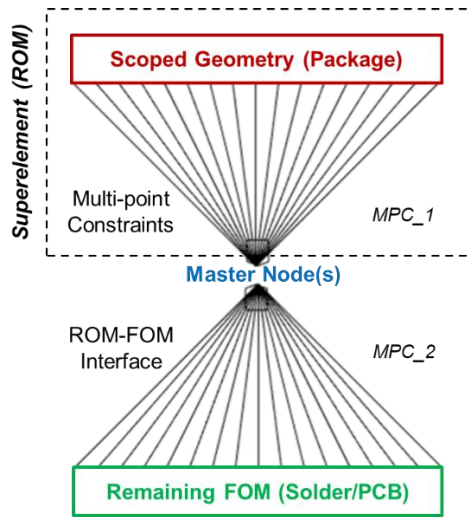 Superelement (ROM)
Scoped Geometry (Package)
Multi-point
Constraints
MPC_1
Master Node(s)
ROM-FOM
Interface
MPC_2
Remaining FOM (Solder/PCB)